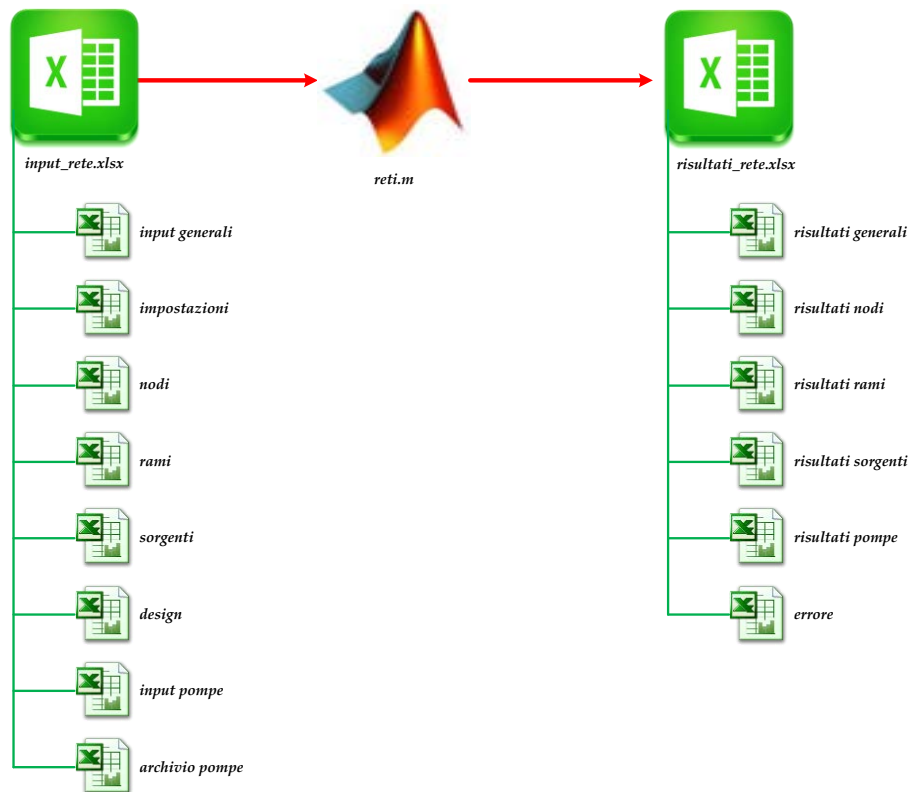 input_rete.xlsx
input generali
impostazioni
nodi
rami
sorgenti
design
input pompe
archivio pompe
reti.m
risultati_rete.xlsx
risultati generali
risultati nodi
risultati rami
risultati sorgenti
risultati pompe
errore